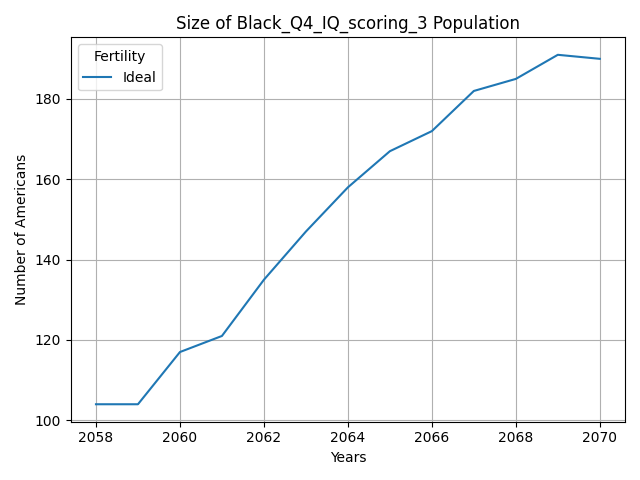 Size of Black_Q4_IQ_scoring_3 Population
Fertility
Ideal
Number of Americans
180
160
140
120
100
2058 2060 2062 2064 2066 2068 2070
Years